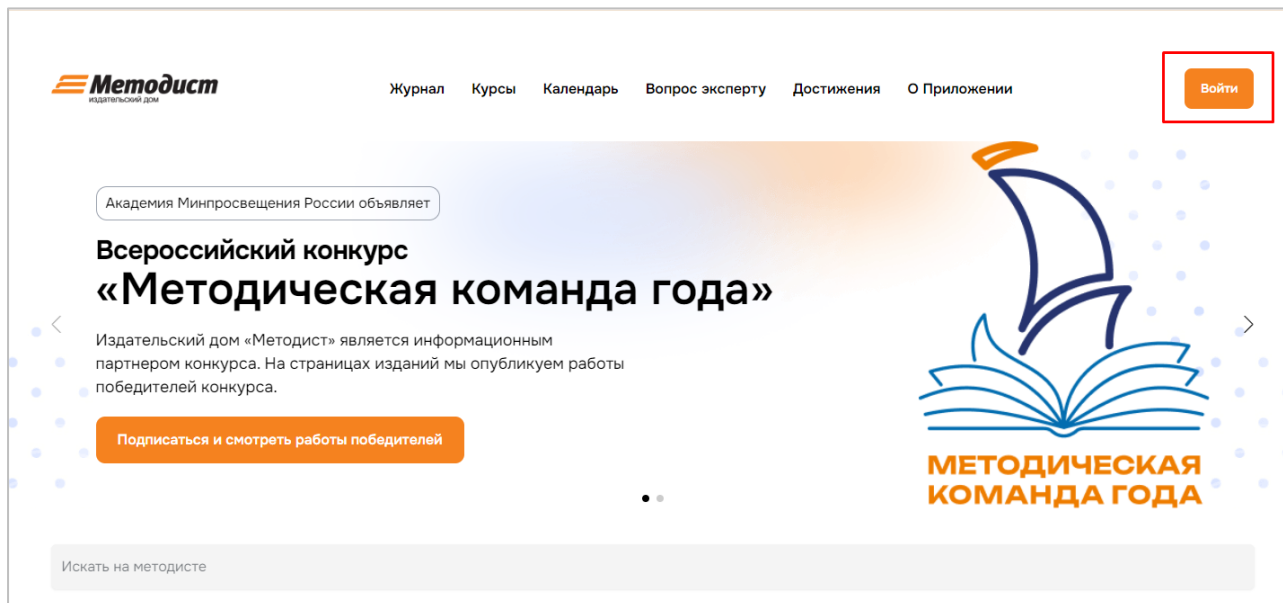 Методист
издательский дом
Журнал Курсы Календарь Вопрос эксперту Достижения О Приложении
Войти
Академия Минпросвещения России объявляет
Всероссийский конкурс
«Методическая команда года»
Издательский дом «Методист» является информационным
партнером конкурса. На страницах изданий мы опубликуем работы
победителей конкурса.
Подписаться и смотреть работы победителей
МЕТОДИЧЕСКАЯ
КОМАНДА ГОДА
Искать на методисте